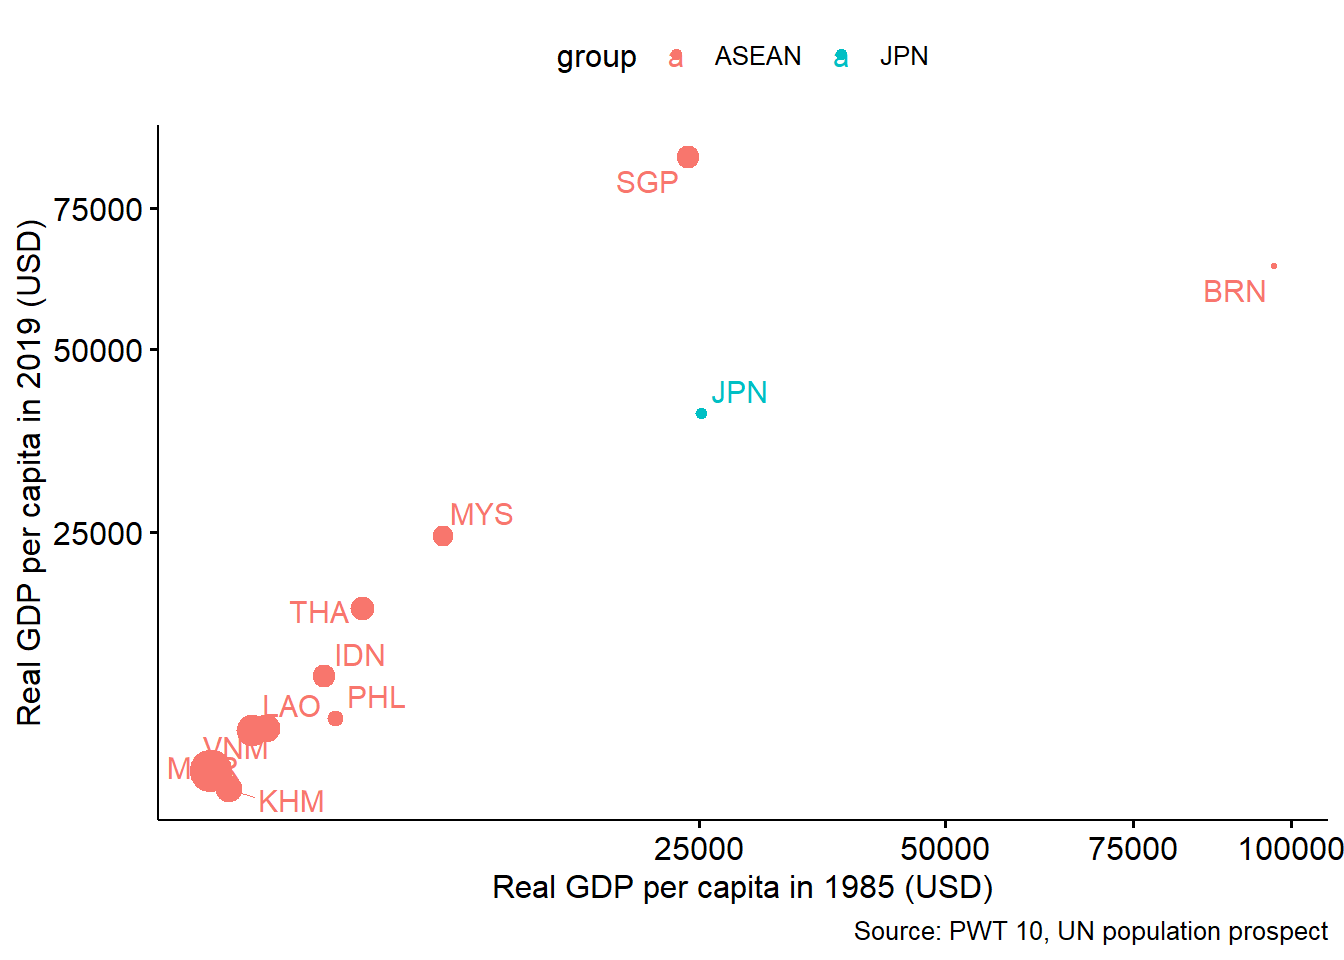 group a ASEAN a JPN
SGP
75000
BRN
50000
JPN
MYS
25000
THA
IDN
PHL
LAO
VNM
KHM
Real GDP per capita in 2019 (USD)
25000 50000 75000 100000
Real GDP per capita in 1985 (USD)
Source: PWT 10, UN population prospect